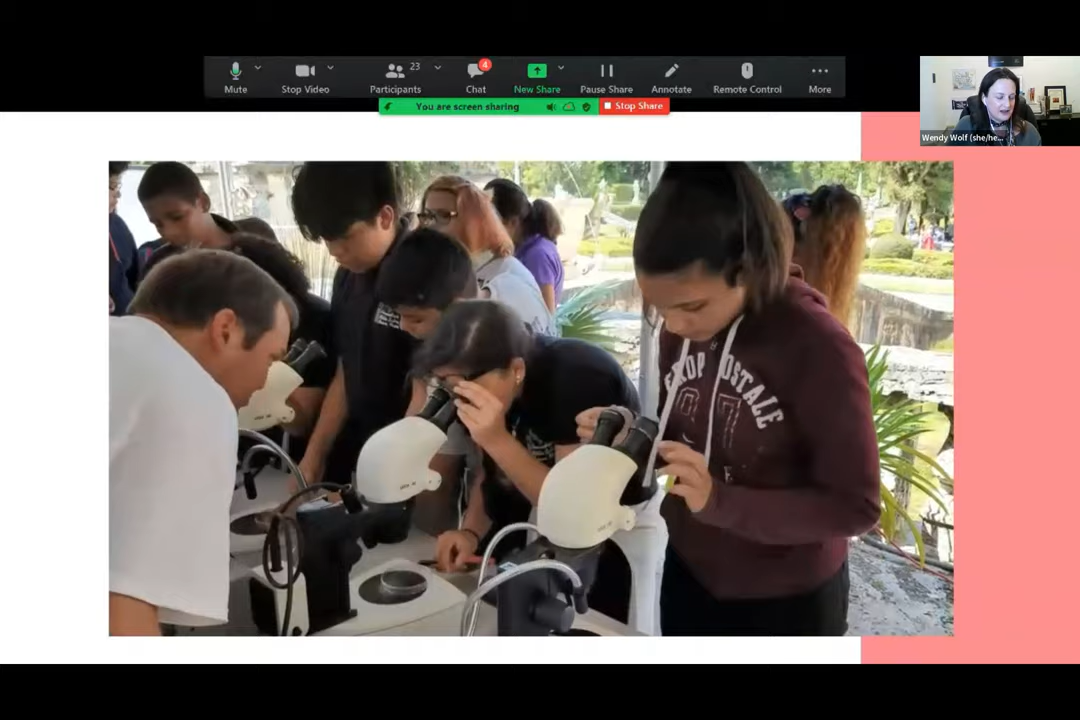 23
4
Mute
Stop Video
Participants
Chat
New Share
Pause Share
Annotate
Remote Control
More
You are screen sharing
Stop Share
Wendy Wolf (she/he...
OSTALE